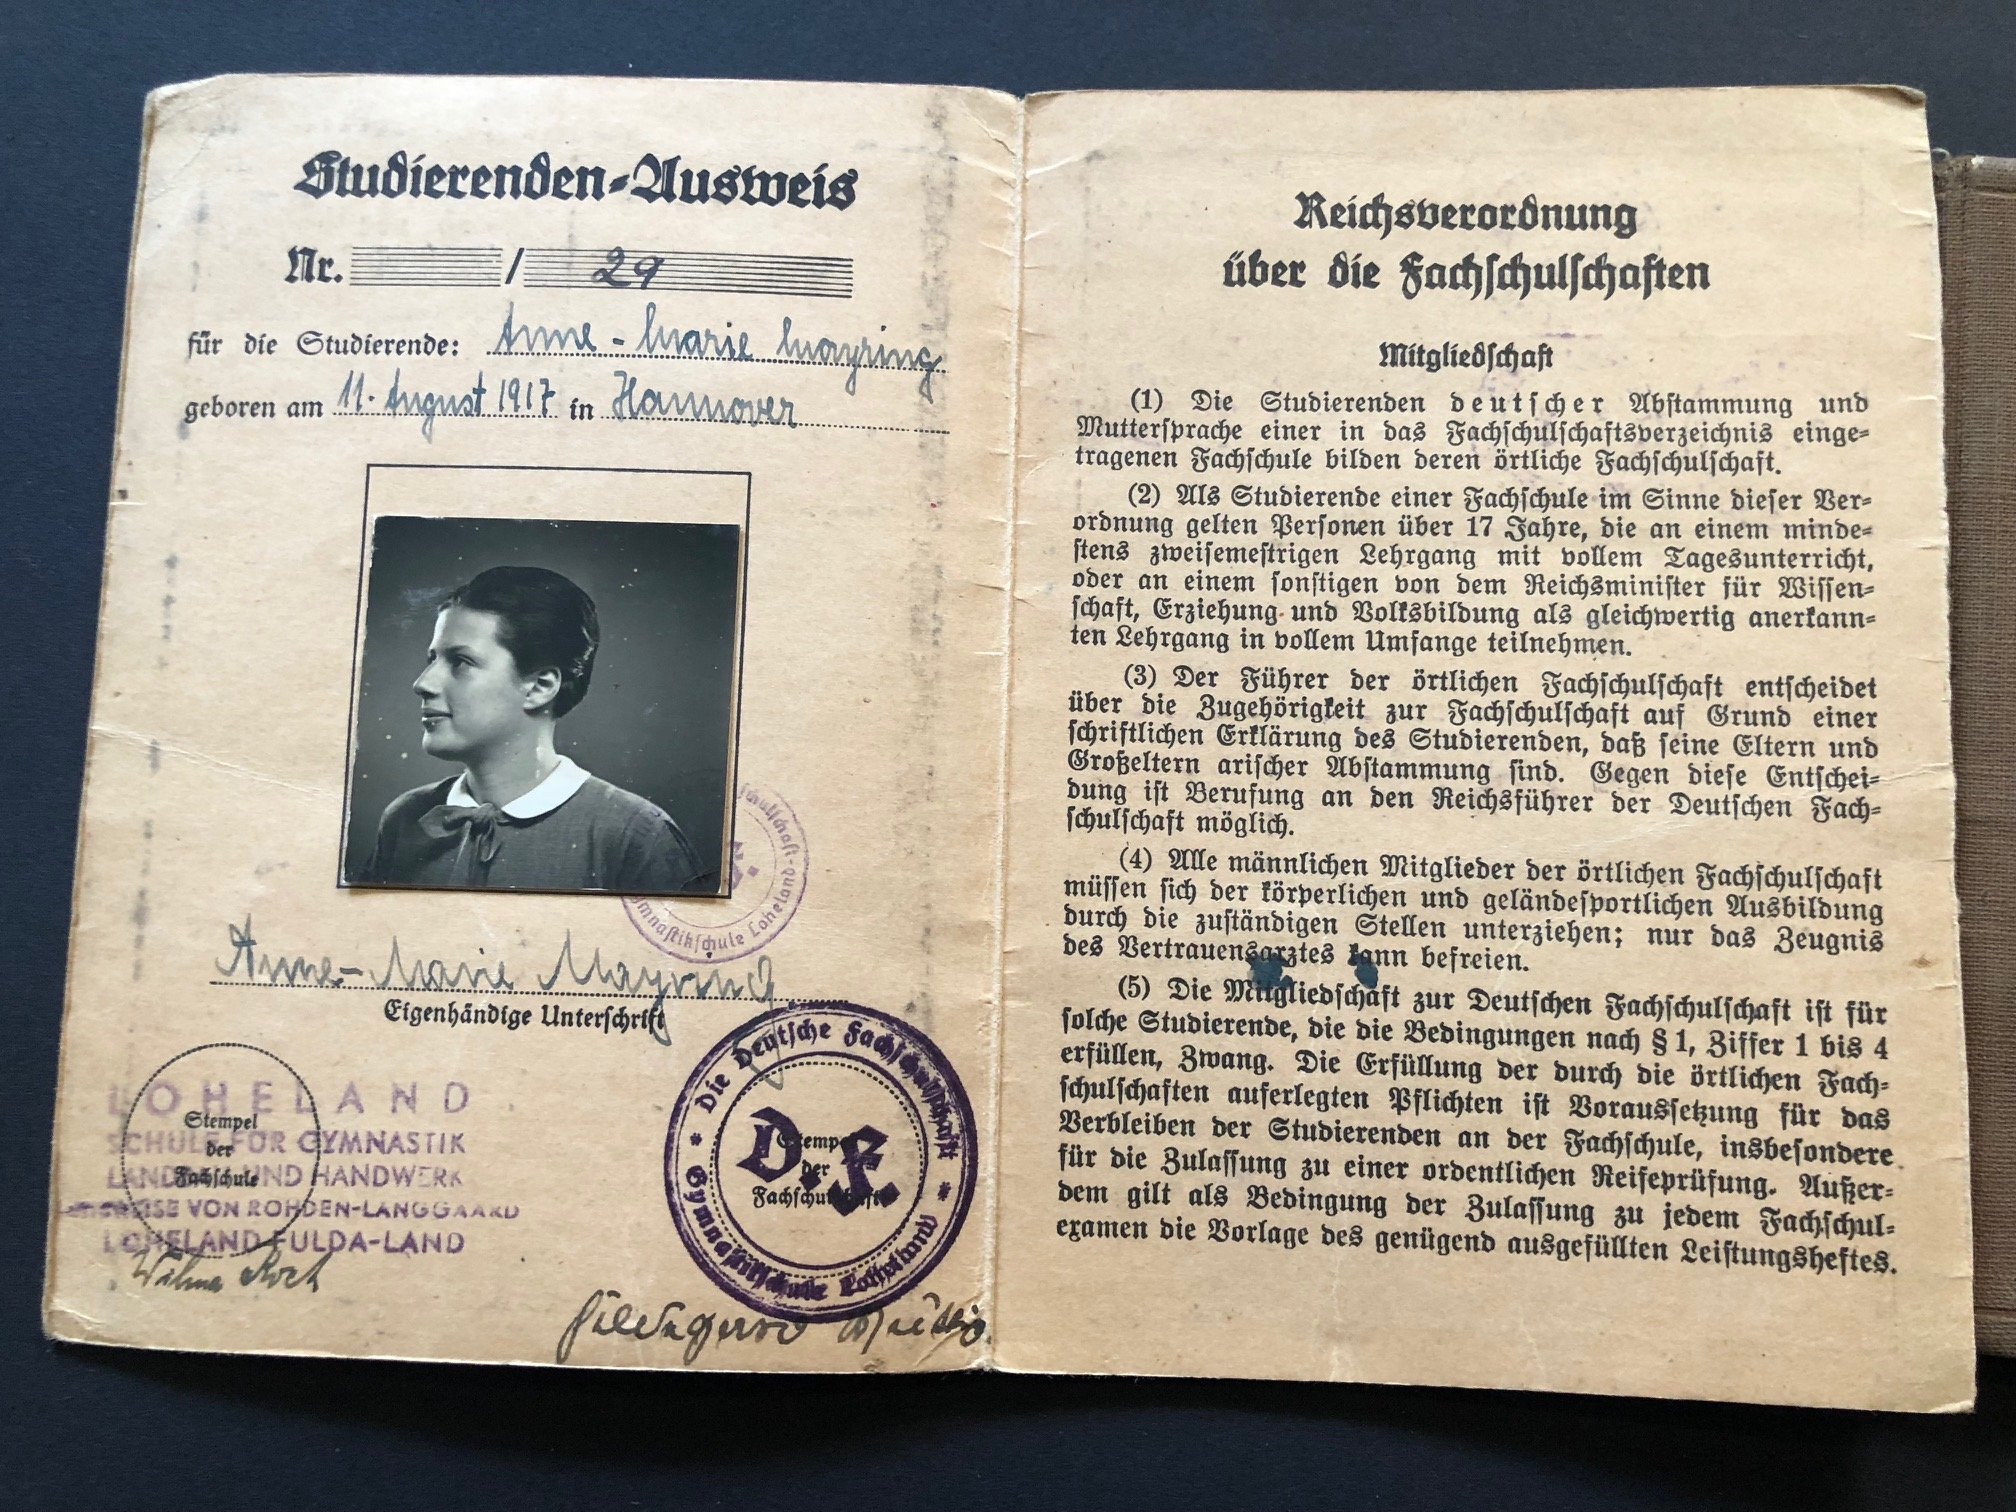 Studierenden-Ausweis
Nr. / 29
für die Studierende: Anne-Marie Mayring
geboren am 11. August 1917 in Hannover
Gymnastikschule Loheland
Anne-Marie Mayring
Eigenhändige Unterschrift
LOHELAND
SCHULE FÜR GYMNASTIK
LAND UND HANDWERK
LOUISE VON ROHDEN-LANGGAARD
LOHELAND FULDA-LAND
Stempel
der
Fachschule
Die Deutsche Fachschulschaft
D. F.
Stempel
der
Fachschulschaft
Gymnastikschule Loheland
Reichsverordnung
über die Fachschulschaften
Mitgliedschaft
(1) Die Studierenden deutscher Abstammung und
Muttersprache einer in das Fachschulschaftsverzeichnis einge-
tragenen Fachschule bilden deren örtliche Fachschulschaft.
(2) Als Studierende einer Fachschule im Sinne dieser Ver-
ordnung gelten Personen über 17 Jahre, die an einem minde-
stens zweisemestrigen Lehrgang mit vollem Tagesunterricht,
oder an einem sonstigen von dem Reichsminister für Wissen-
schaft, Erziehung und Volksbildung als gleichwertig anerkann-
ten Lehrgang in vollem Umfange teilnehmen.
(3) Der Führer der örtlichen Fachschulschaft entscheidet
über die Zugehörigkeit zur Fachschulschaft auf Grund einer
schriftlichen Erklärung des Studierenden, daß seine Eltern und
Großeltern arischer Abstammung sind. Gegen diese Entschei-
dung ist Berufung an den Reichsführer der Deutschen Fach-
schulschaft möglich.
(4) Alle männlichen Mitglieder der örtlichen Fachschulschaft
müssen sich der körperlichen und geländesportlichen Ausbildung
durch die zuständigen Stellen unterziehen; nur das Zeugnis
des Vertrauensarztes kann befreien.
(5) Die Mitgliedschaft zur Deutschen Fachschulschaft ist für
solche Studierende, die die Bedingungen nach § 1, Ziffer 1 bis 4
erfüllen, Zwang. Die Erfüllung der durch die örtlichen Fach-
schulschaften auferlegten Pflichten ist Voraussetzung für das
Verbleiben der Studierenden an der Fachschule, insbesondere
für die Zulassung zu einer ordentlichen Reifeprüfung. Außer-
dem gilt als Bedingung der Zulassung zu jedem Fachschul-
examen die Vorlage des genügend ausgefüllten Leistungsheftes.